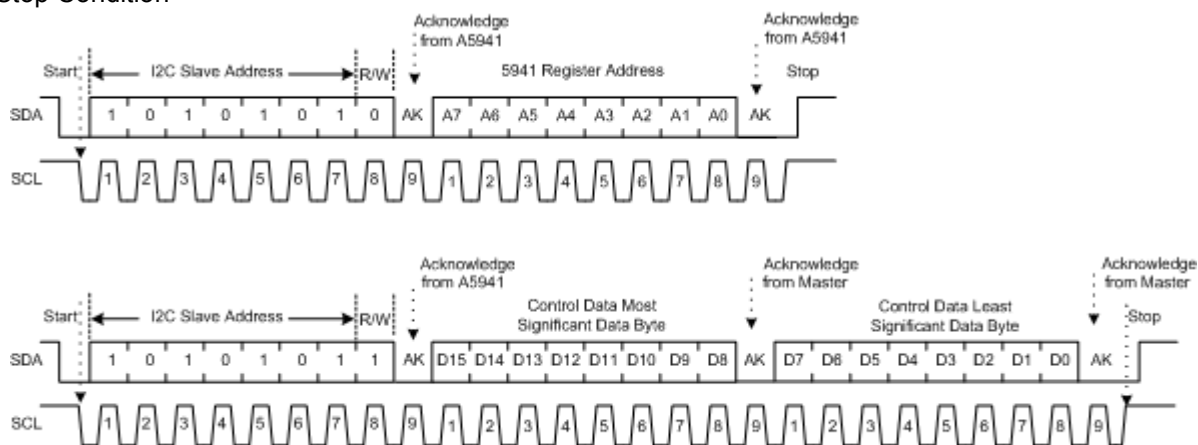 Stop Condition
Acknowledge
from A5941
Acknowledge
from A5941
Start
I2C Slave Address
R/W
5941 Register Address
Stop
SDA 1 0 1 0 1 0 1 0 AK A7 A6 A5 A4 A3 A2 A1 A0 AK
SCL 1 2 3 4 5 6 7 8 9 1 2 3 4 5 6 7 8 9
Acknowledge
from A5941
Acknowledge
from Master
Acknowledge
from Master
Start
I2C Slave Address
R/W
Control Data Most
Significant Data Byte
Control Data Least
Significant Data Byte
Stop
SDA 1 0 1 0 1 0 1 1 AK D15 D14 D13 D12 D11 D10 D9 D8 AK D7 D6 D5 D4 D3 D2 D1 D0 AK
SCL 1 2 3 4 5 6 7 8 9 1 2 3 4 5 6 7 8 9 1 2 3 4 5 6 7 8 9